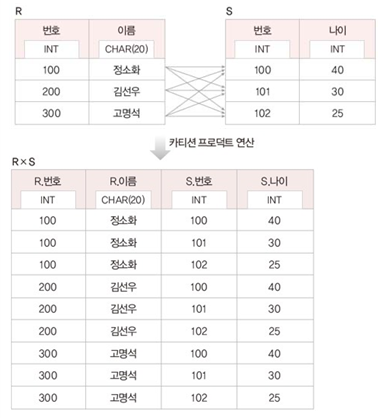 R S
번호 이름 번호 나이
INT CHAR(20) INT INT
100 정소화 100 40
200 김선우 101 30
300 고명석 102 25
카티션 프로덕트 연산
R×S
R.번호 R.이름 S.번호 S.나이
INT CHAR(20) INT INT
100 정소화 100 40
100 정소화 101 30
100 정소화 102 25
200 김선우 100 40
200 김선우 101 30
200 김선우 102 25
300 고명석 100 40
300 고명석 101 30
300 고명석 102 25